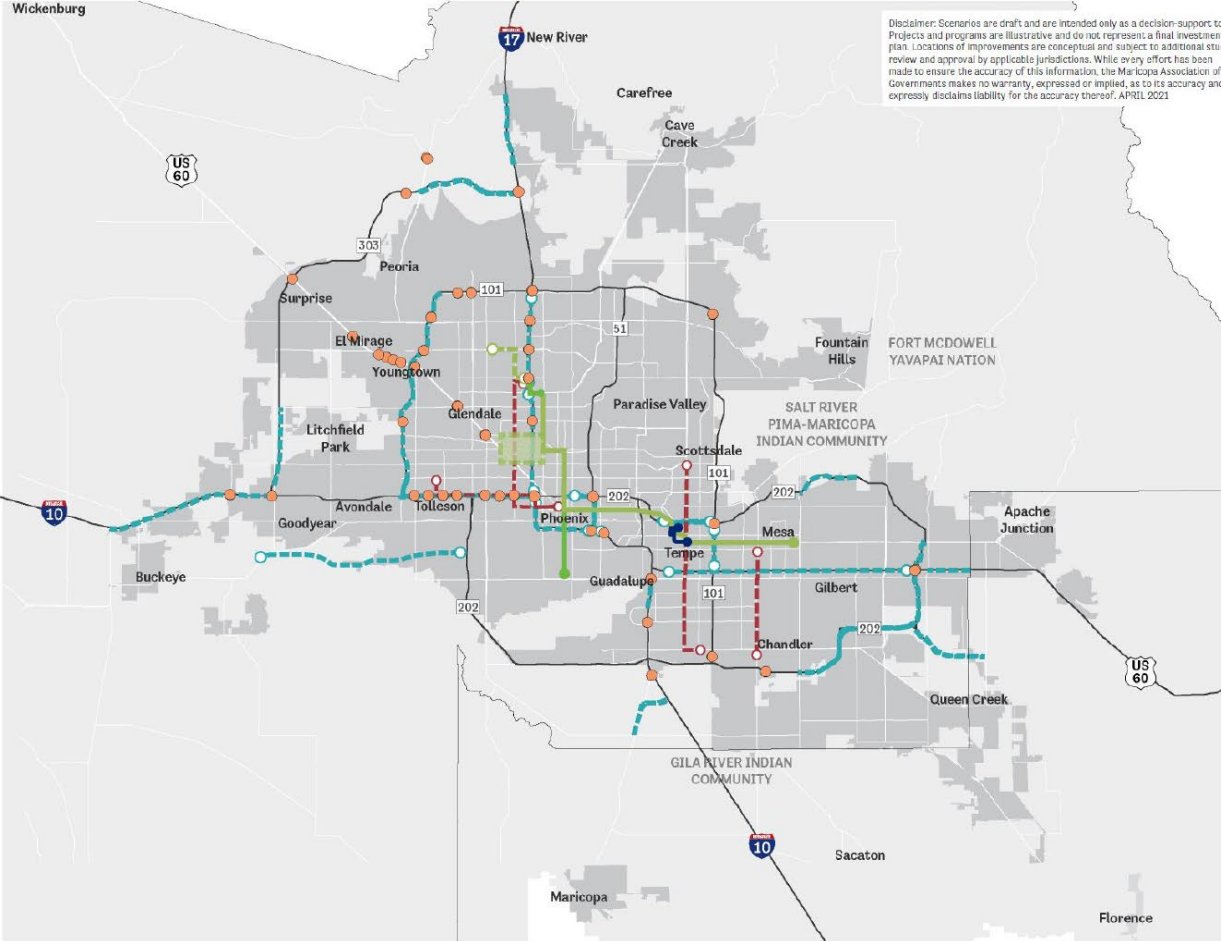 Wickenburg
Disclaimer: Scenarios are draft and are intended only as a decision-support to
Projects and programs are illustrative and do not represent a final investmen
plan. Locations of improvements are conceptual and subject to additional stu
review and approval by applicable jurisdictions. While every effort has been
made to ensure the accuracy of this information, the Maricopa Association of
Governments makes no warranty, expressed or implied, as to its accuracy and
expressly disclaims liability for the accuracy thereof. APRIL 2021
17
New River
Carefree
Cave
Creek
US
60
303
Peoria
Surprise
101
51
El Mirage
Youngtown
Fountain
Hills
FORT MCDOWELL
YAVAPAI NATION
Glendale
Paradise Valley
SALT RIVER
PIMA-MARICOPA
INDIAN COMMUNITY
Litchfield
Park
Scottsdale
101
202
10
Avondale
Tolleson
202
Goodyear
Phoenix
Mesa
Apache
Junction
Tempe
Buckeye
Guadalupe
Gilbert
202
101
202
Chandler
US
60
Queen Creek
GILA RIVER INDIAN
COMMUNITY
10
Sacaton
Maricopa
Florence